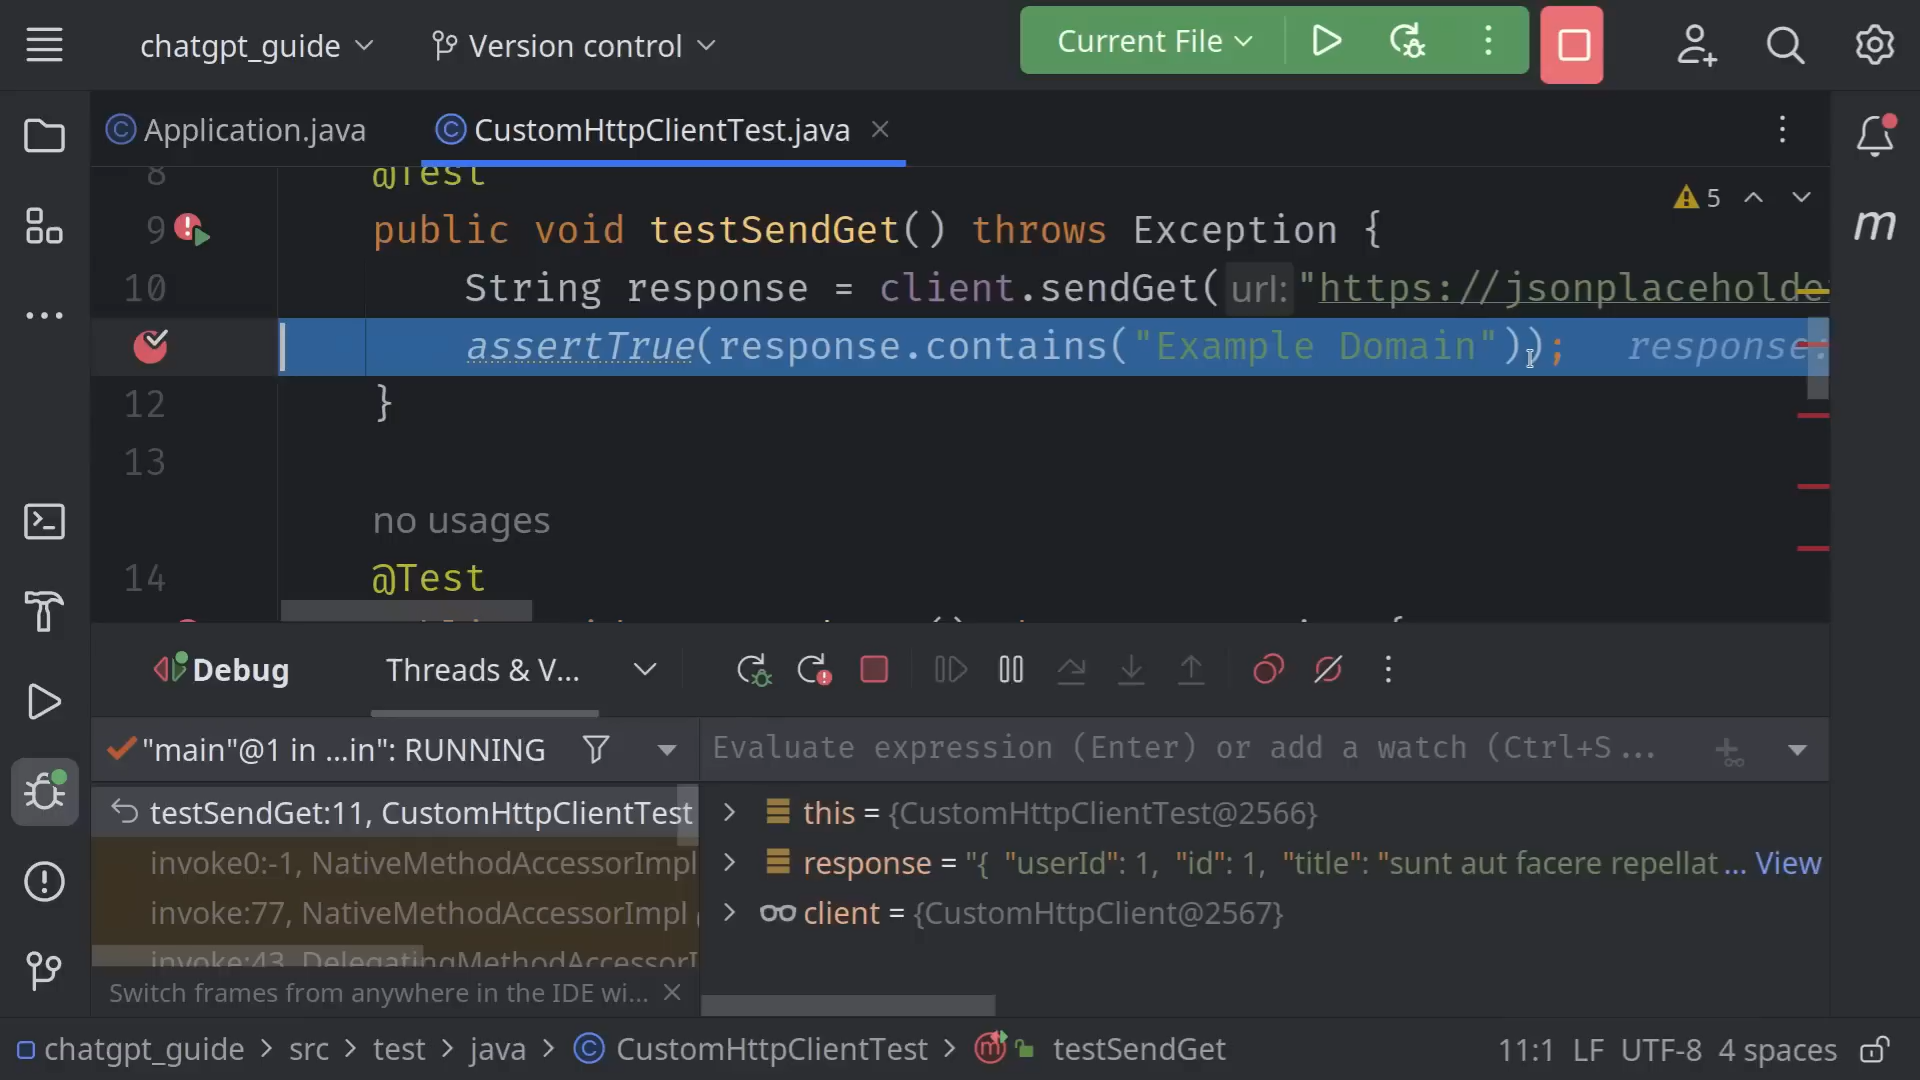 chatgpt_guide Version control Current File
Application.java CustomHttpClientTest.java
8 @Test
9 public void testSendGet() throws Exception { 5
10 String response = client.sendGet( url: "https://jsonplaceholde
assertTrue(response.contains("Example Domain")); response:
12 }
13
no usages
14 @Test
Debug Threads & V...
"main"@1 in ...in": RUNNING
Evaluate expression (Enter) or add a watch (Ctrl+S...
testSendGet:11, CustomHttpClientTest
invoke0:-1, NativeMethodAccessorImpl
invoke:77, NativeMethodAccessorImpl
invoke:43, DelegatingMethodAccessorI
Switch frames from anywhere in the IDE wi...
this = {CustomHttpClientTest@2566}
response = "{ "userId": 1, "id": 1, "title": "sunt aut facere repellat ... View
client = {CustomHttpClient@2567}
chatgpt_guide > src > test > java > CustomHttpClientTest > testSendGet 11:1 LF UTF-8 4 spaces